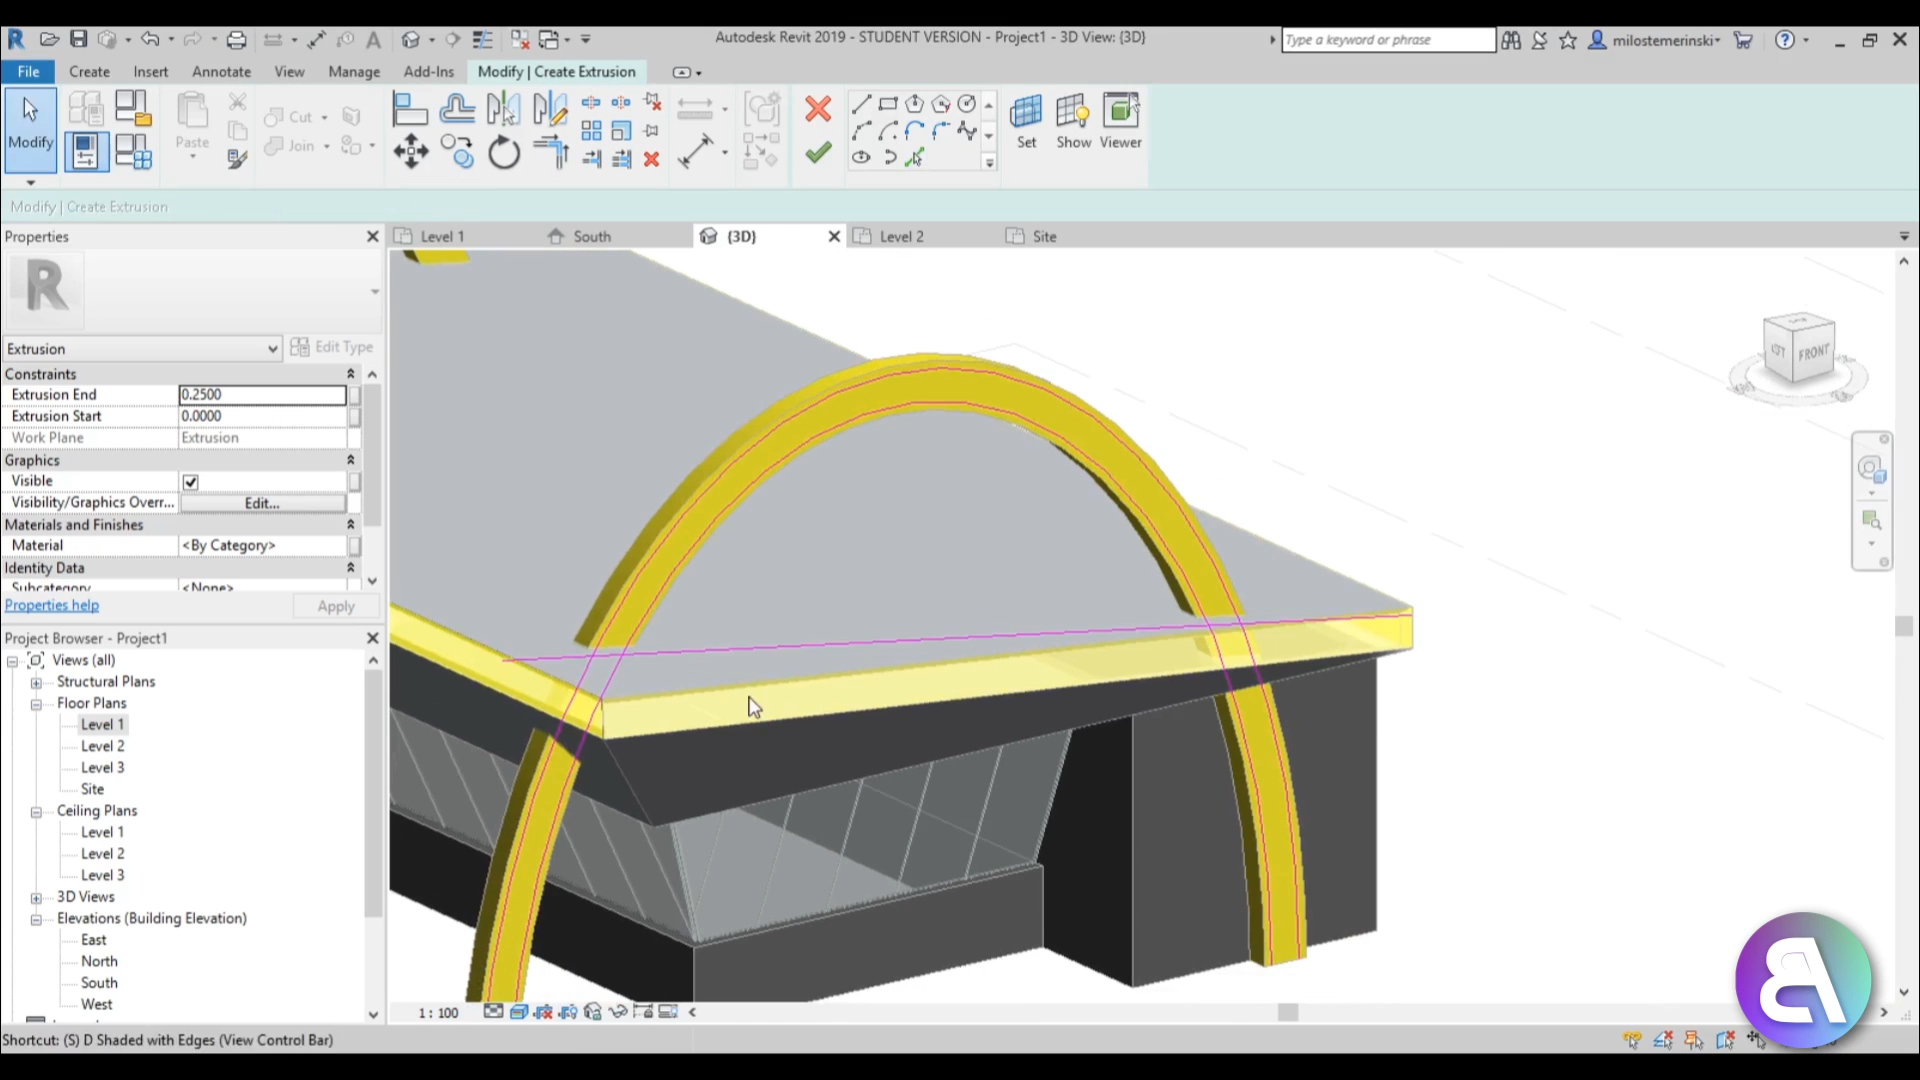 Autodesk Revit 2019 - STUDENT VERSION - Project1 - 3D View: {3D}
Type a keyword or phrase
milostemerinski
File
Create
Insert
Annotate
View
Manage
Add-Ins
Modify | Create Extrusion
Modify
Paste
Cut
Join
Set
Show
Viewer
Modify | Create Extrusion
Properties
Level 1
South
{3D}
Level 2
Site
Extrusion
Edit Type
Constraints
Extrusion End 0.2500
Extrusion Start 0.0000
Work Plane Extrusion
Graphics
Visible
Visibility/Graphics Overr... Edit...
Materials and Finishes
Material <By Category>
Identity Data
Subcategory <None>
Properties help
Apply
Project Browser - Project1
Views (all)
Structural Plans
Floor Plans
Level 1
Level 2
Level 3
Site
Ceiling Plans
Level 1
Level 2
Level 3
3D Views
Elevations (Building Elevation)
East
North
South
West
FRONT
1 : 100
Shortcut: (S) D Shaded with Edges (View Control Bar)